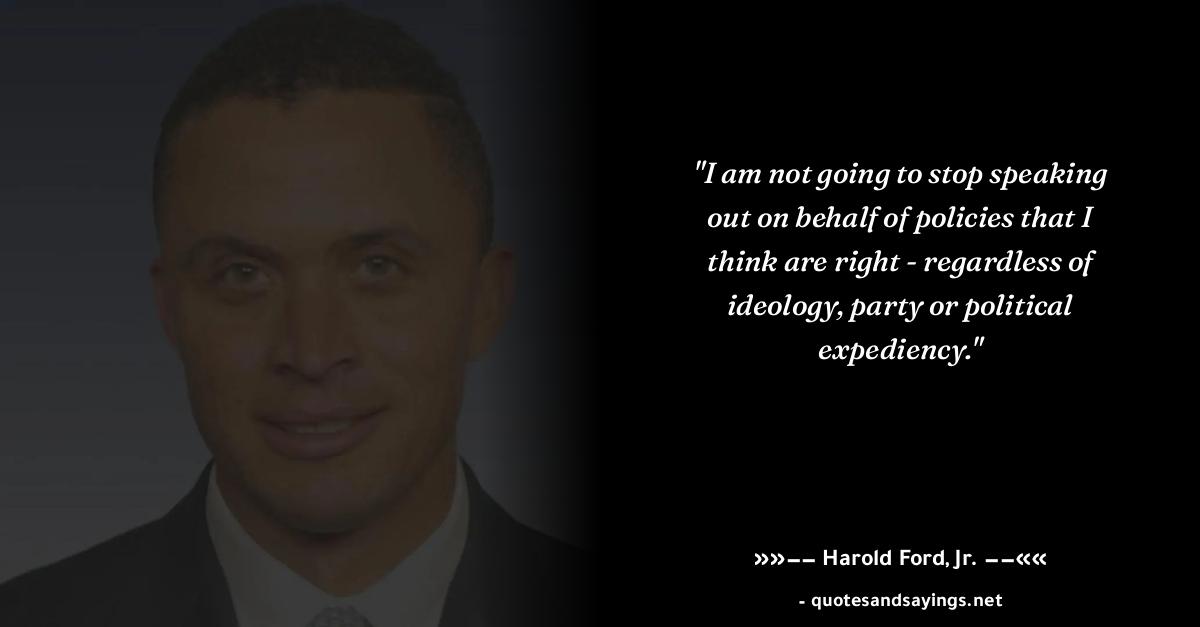 "I am not going to stop speaking
out on behalf of policies that I
think are right - regardless of
ideology, party or political
expediency."
»»−− Harold Ford, Jr. −−««
- quotesandsayings.net